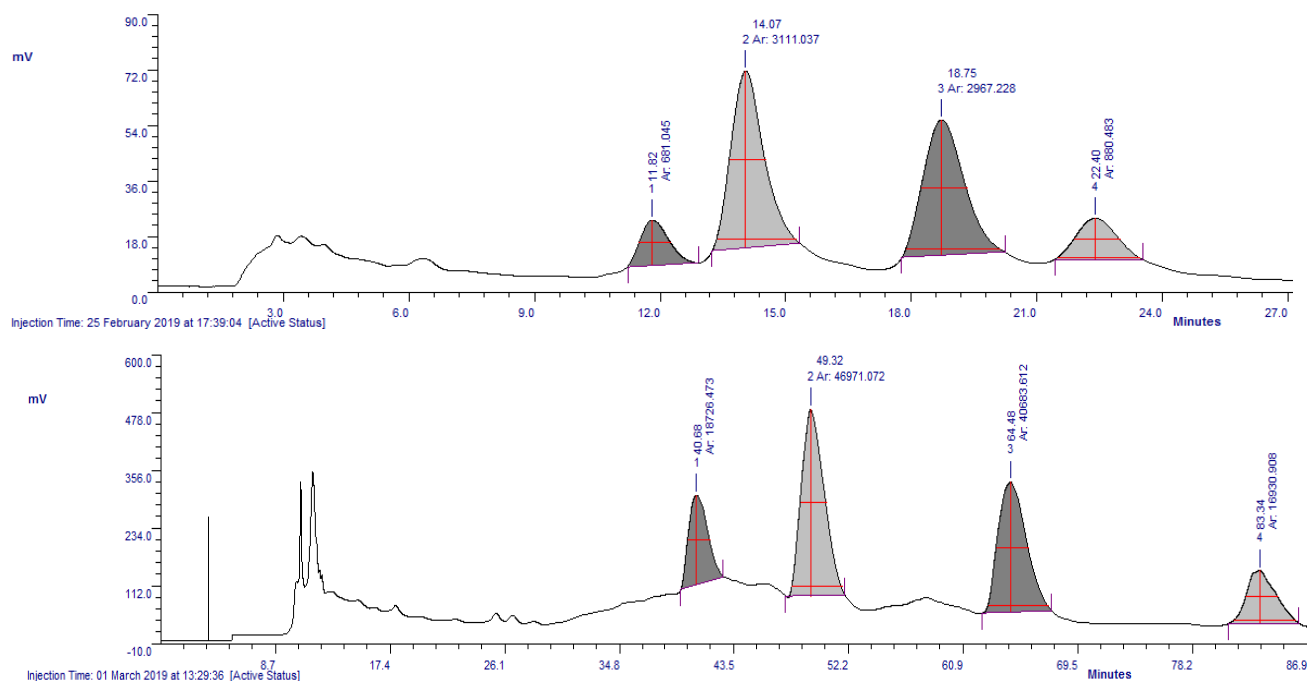 90.0
14.07
2 Ar: 3111.037
mV
72.0
18.75
3 Ar: 2967.228
54.0
1 11.82
Ar: 681.045
4 22.40
Ar: 880.483
36.0
18.0
0.0
3.0 6.0 9.0 12.0 15.0 18.0 21.0 24.0 27.0
Injection Time: 25 February 2019 at 17:39:04 [Active Status] Minutes
600.0
49.32
2 Ar: 46971.072
mV
478.0
1 40.68
Ar: 18726.473
3 64.48
Ar: 40683.612
356.0
4 83.34
Ar: 16930.908
234.0
112.0
-10.0
8.7 17.4 26.1 34.8 43.5 52.2 60.9 69.5 78.2 86.9
Injection Time: 01 March 2019 at 13:29:36 [Active Status] Minutes